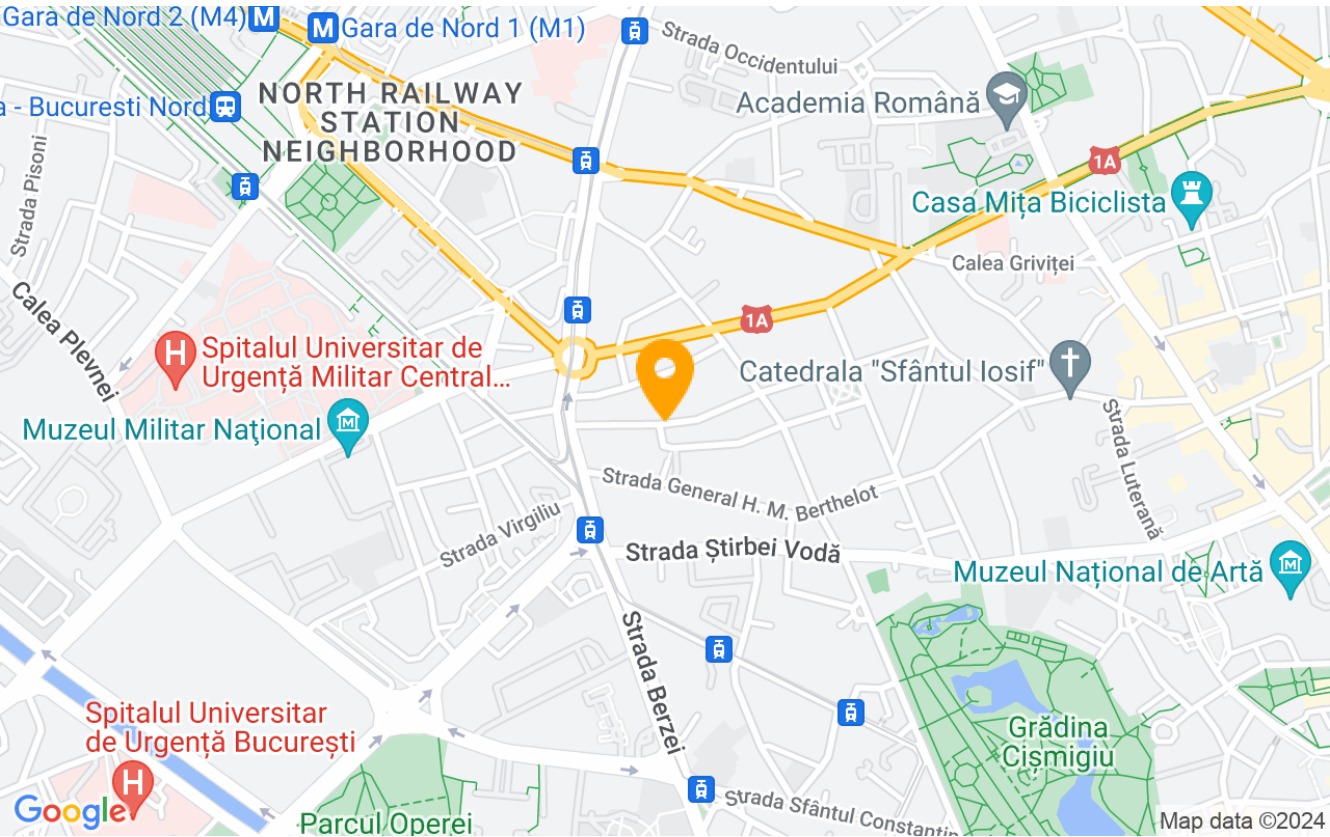 Gara de Nord 2 (M4)
M
M
Gara de Nord 1 (M1)
Strada Occidentului
a - Bucuresti Nord
NORTH RAILWAY
STATION
NEIGHBORHOOD
Academia Română
1A
Strada Pisoni
Casa Mița Biciclista
Calea Griviței
Calea Plevnei
1A
H
Spitalul Universitar de
Urgență Militar Central...
Catedrala "Sfântul Iosif"
Muzeul Militar Naţional
M
Strada Luterană
Strada General H. M. Berthelot
Strada Virgiliu
Strada Știrbei Vodă
Muzeul Național de Artă
M
Strada Berzei
Spitalul Universitar
de Urgență București
H
Grădina
Cișmigiu
Google
Parcul Operei
Strada Sfântul Constantin
Map data ©2024